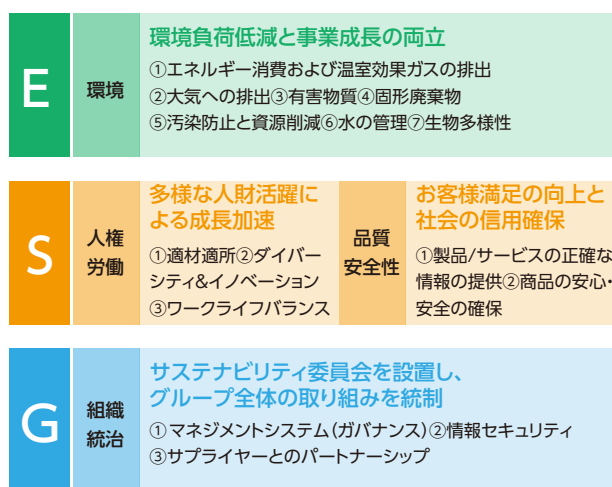 E
環境
環境負荷低減と事業成長の両立
①エネルギー消費および温室効果ガスの排出
②大気への排出③有害物質④固形廃棄物
⑤汚染防止と資源削減⑥水の管理⑦生物多様性
S
人権
労働
多様な人財活躍に
よる成長加速
①適材適所②ダイバー
シティ&イノベーション
③ワークライフバランス
品質
安全性
お客様満足の向上と
社会の信用確保
①製品/サービスの正確な
情報の提供②商品の安心・
安全の確保
G
組織
統治
サステナビリティ委員会を設置し、
グループ全体の取り組みを統制
①マネジメントシステム(ガバナンス)②情報セキュリティ
③サプライヤーとのパートナーシップ